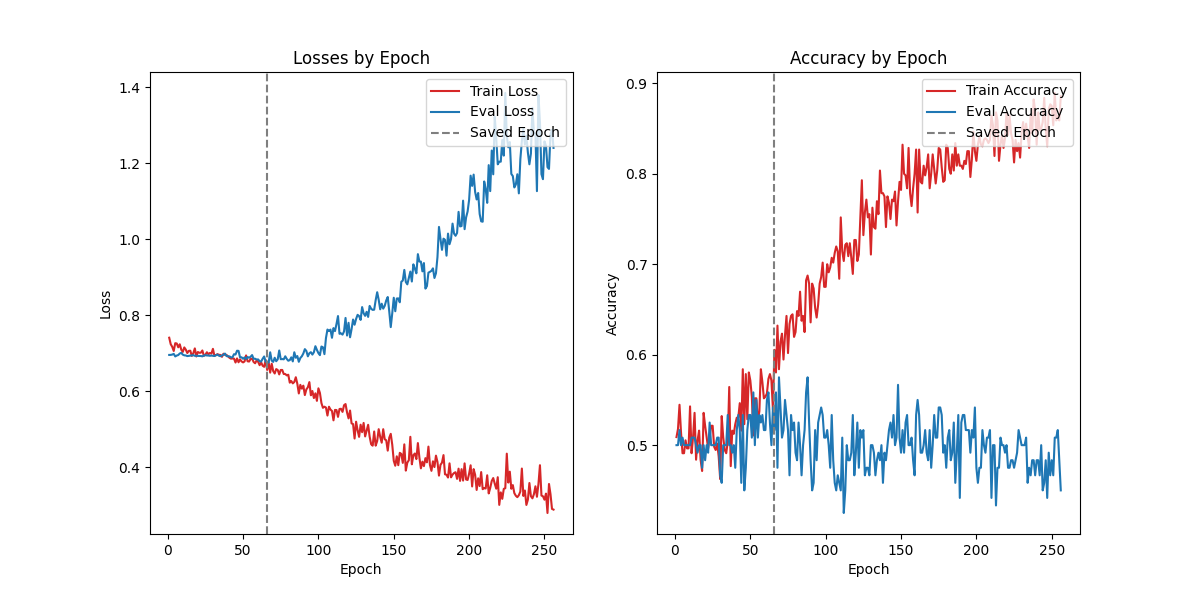 Losses by Epoch
1.4
1.2
1.0
0.8
0.6
0.4
Loss
0
50
100
150
200
250
Epoch
Train Loss
Eval Loss
Saved Epoch
Accuracy by Epoch
0.9
0.8
0.7
0.6
0.5
Accuracy
0
50
100
150
200
250
Epoch
Train Accuracy
Eval Accuracy
Saved Epoch